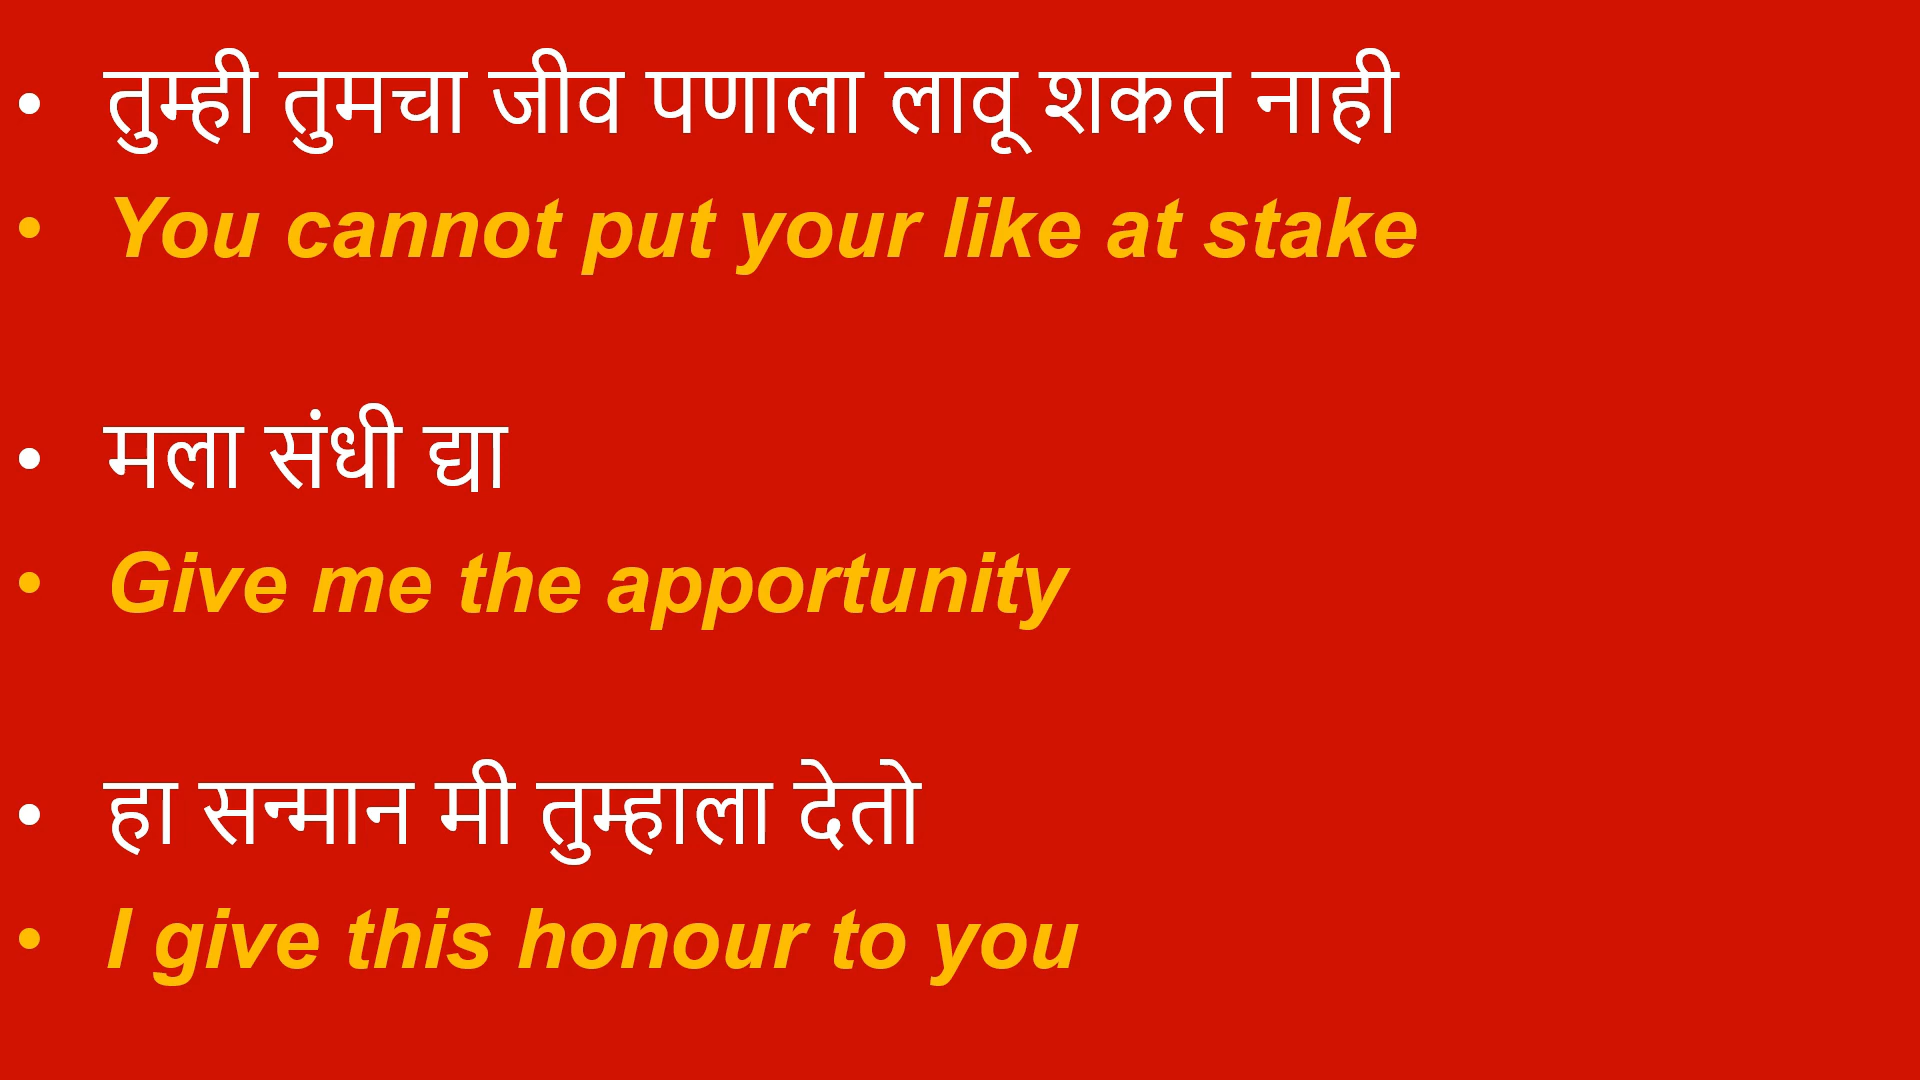 • तुम्ही तुमचा जीव पणाला लावू शकत नाही
• You cannot put your like at stake
• मला संधी द्या
• Give me the apportunity
• हा सन्मान मी तुम्हाला देतो
• I give this honour to you